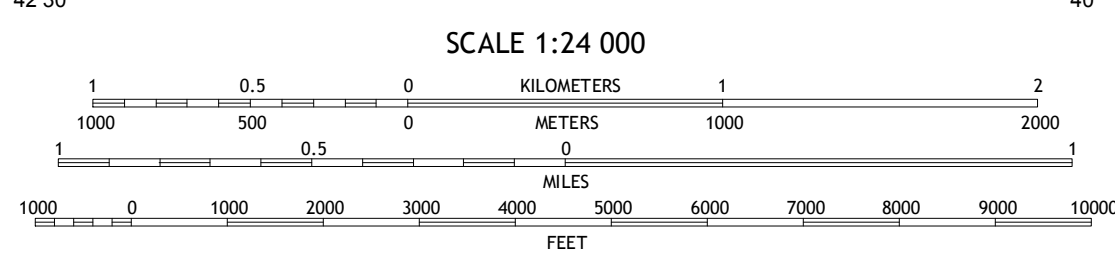 42'30" 40'
SCALE 1:24 000
1 0.5 0 KILOMETERS 1 2
1000 500 0 METERS 1000 2000
1 0.5 0 1
MILES
1000 0 1000 2000 3000 4000 5000 6000 7000 8000 9000 10000
FEET